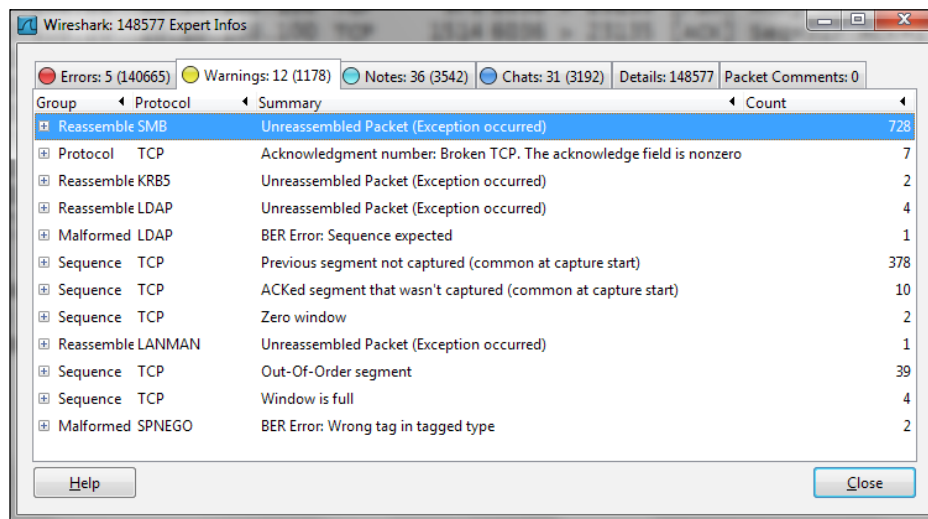 Wireshark: 148577 Expert Infos
Errors: 5 (140665) Warnings: 12 (1178) Notes: 36 (3542) Chats: 31 (3192) Details: 148577 Packet Comments: 0
Group Protocol Summary Count
Reassemble SMB Unreassembled Packet (Exception occurred) 728
Protocol TCP Acknowledgment number: Broken TCP. The acknowledge field is nonzero 7
Reassemble KRB5 Unreassembled Packet (Exception occurred) 2
Reassemble LDAP Unreassembled Packet (Exception occurred) 4
Malformed LDAP BER Error: Sequence expected 1
Sequence TCP Previous segment not captured (common at capture start) 378
Sequence TCP ACKed segment that wasn't captured (common at capture start) 10
Sequence TCP Zero window 2
Reassemble LANMAN Unreassembled Packet (Exception occurred) 1
Sequence TCP Out-Of-Order segment 39
Sequence TCP Window is full 4
Malformed SPNEGO BER Error: Wrong tag in tagged type 2
Help Close